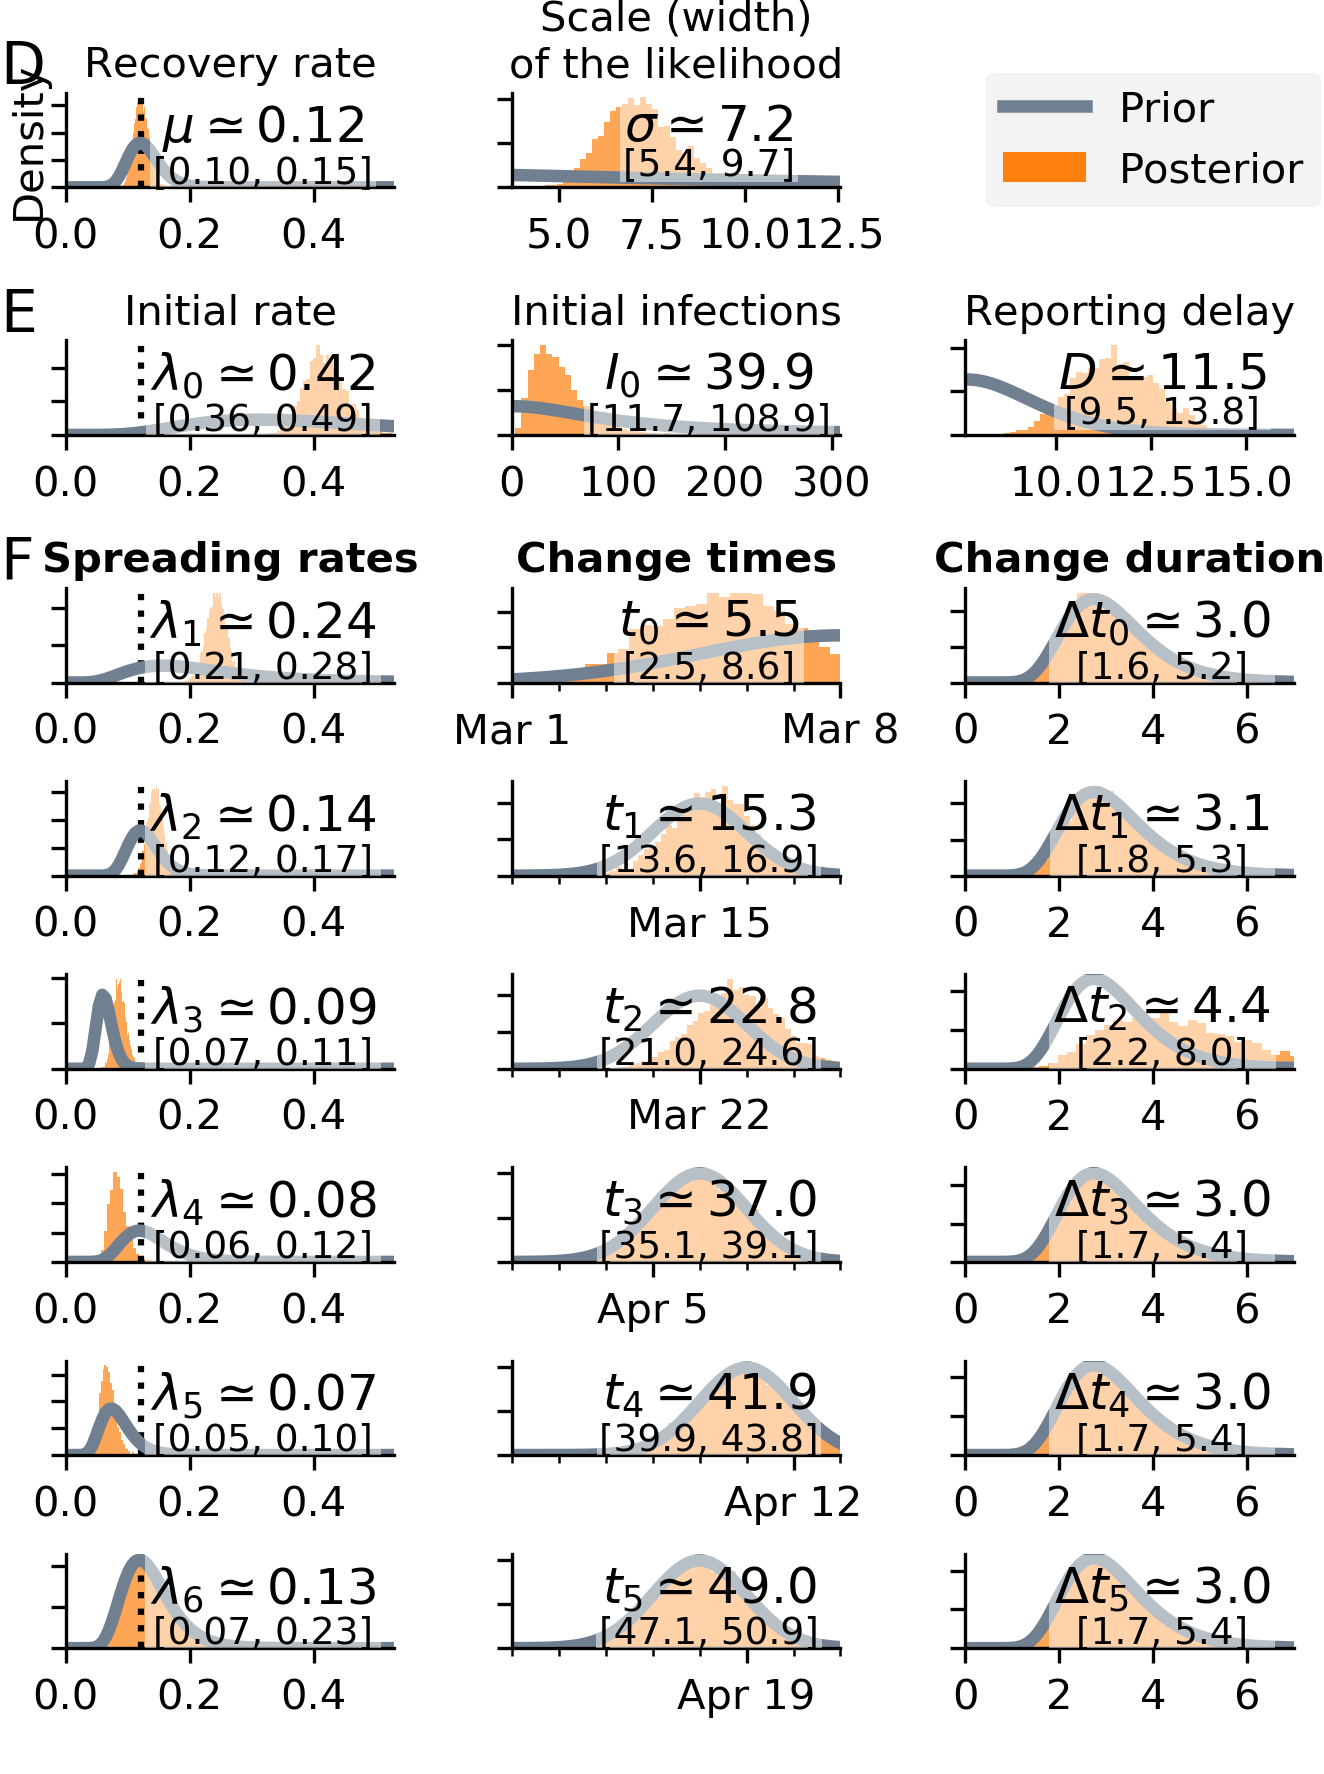 D
Recovery rate
Scale (width)
of the likelihood
Density
μ ≃ 0.12
[0.10, 0.15]
0.0 0.2 0.4
σ ≃ 7.2
[5.4, 9.7]
5.0 7.5 10.0 12.5
Prior
Posterior
E
Initial rate
λ0 ≃ 0.42
[0.36, 0.49]
0.0 0.2 0.4
Initial infections
I0 ≃ 39.9
[11.7, 108.9]
0 100 200 300
Reporting delay
D ≃ 11.5
[9.5, 13.8]
10.0 12.5 15.0
F
Spreading rates Change times Change duration
λ1 ≃ 0.24
[0.21, 0.28]
0.0 0.2 0.4
t0 ≃ 5.5
[2.5, 8.6]
Mar 1 Mar 8
Δt0 ≃ 3.0
[1.6, 5.2]
0 2 4 6
λ2 ≃ 0.14
[0.12, 0.17]
0.0 0.2 0.4
t1 ≃ 15.3
[13.6, 16.9]
Mar 15
Δt1 ≃ 3.1
[1.8, 5.3]
0 2 4 6
λ3 ≃ 0.09
[0.07, 0.11]
0.0 0.2 0.4
t2 ≃ 22.8
[21.0, 24.6]
Mar 22
Δt2 ≃ 4.4
[2.2, 8.0]
0 2 4 6
λ4 ≃ 0.08
[0.06, 0.12]
0.0 0.2 0.4
t3 ≃ 37.0
[35.1, 39.1]
Apr 5
Δt3 ≃ 3.0
[1.7, 5.4]
0 2 4 6
λ5 ≃ 0.07
[0.05, 0.10]
0.0 0.2 0.4
t4 ≃ 41.9
[39.9, 43.8]
Apr 12
Δt4 ≃ 3.0
[1.7, 5.4]
0 2 4 6
λ6 ≃ 0.13
[0.07, 0.23]
0.0 0.2 0.4
t5 ≃ 49.0
[47.1, 50.9]
Apr 19
Δt5 ≃ 3.0
[1.7, 5.4]
0 2 4 6